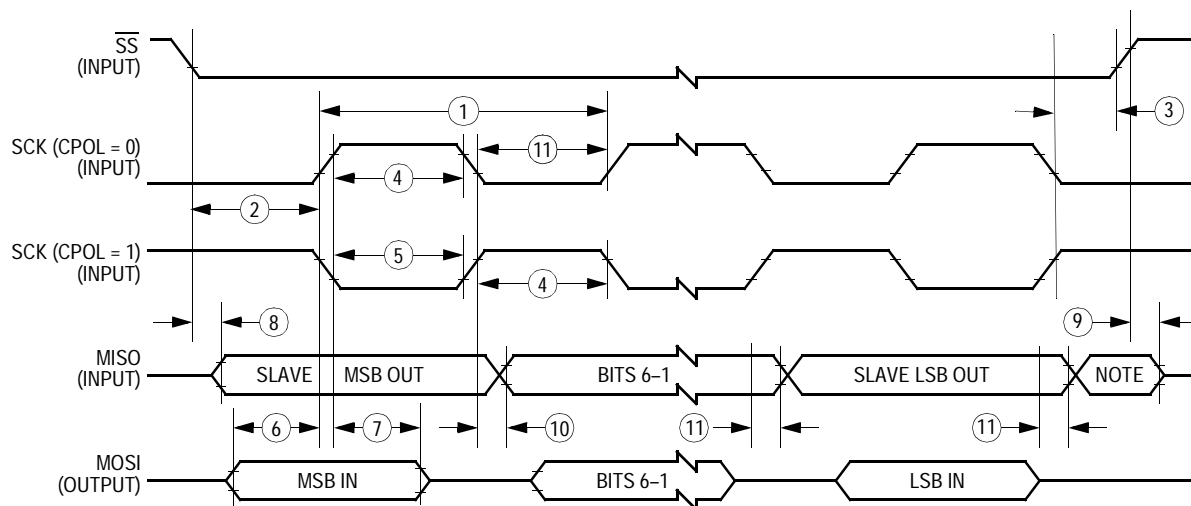 SS
(INPUT)
1
3
SCK (CPOL = 0)
(INPUT)
11
4
2
SCK (CPOL = 1)
(INPUT)
5
4
8
9
MISO
(INPUT)
SLAVE MSB OUT
BITS 6–1
SLAVE LSB OUT
NOTE
6
7
10
11
11
MOSI
(OUTPUT)
MSB IN
BITS 6–1
LSB IN